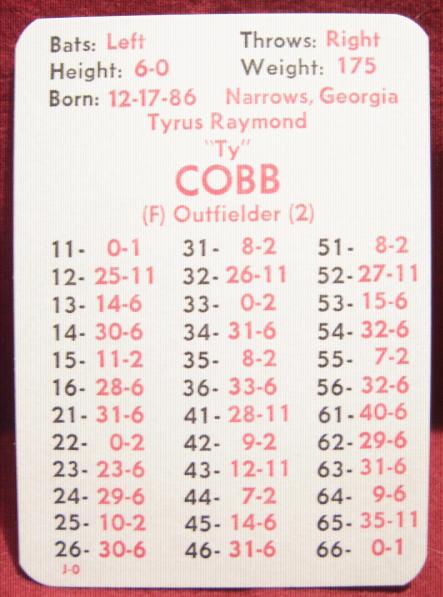 Bats: Left Throws: Right
Height: 6-0 Weight: 175
Born: 12-17-86 Narrows, Georgia
Tyrus Raymond
"Ty"
COBB
(F) Outfielder (2)
11- 0-1 31- 8-2 51- 8-2
12- 25-11 32- 26-11 52- 27-11
13- 14-6 33- 0-2 53- 15-6
14- 30-6 34- 31-6 54- 32-6
15- 11-2 35- 8-2 55- 7-2
16- 28-6 36- 33-6 56- 32-6
21- 31-6 41- 28-11 61- 40-6
22- 0-2 42- 9-2 62- 29-6
23- 23-6 43- 12-11 63- 31-6
24- 29-6 44- 7-2 64- 9-6
25- 10-2 45- 14-6 65- 35-11
26- 30-6 46- 31-6 66- 0-1
J-0